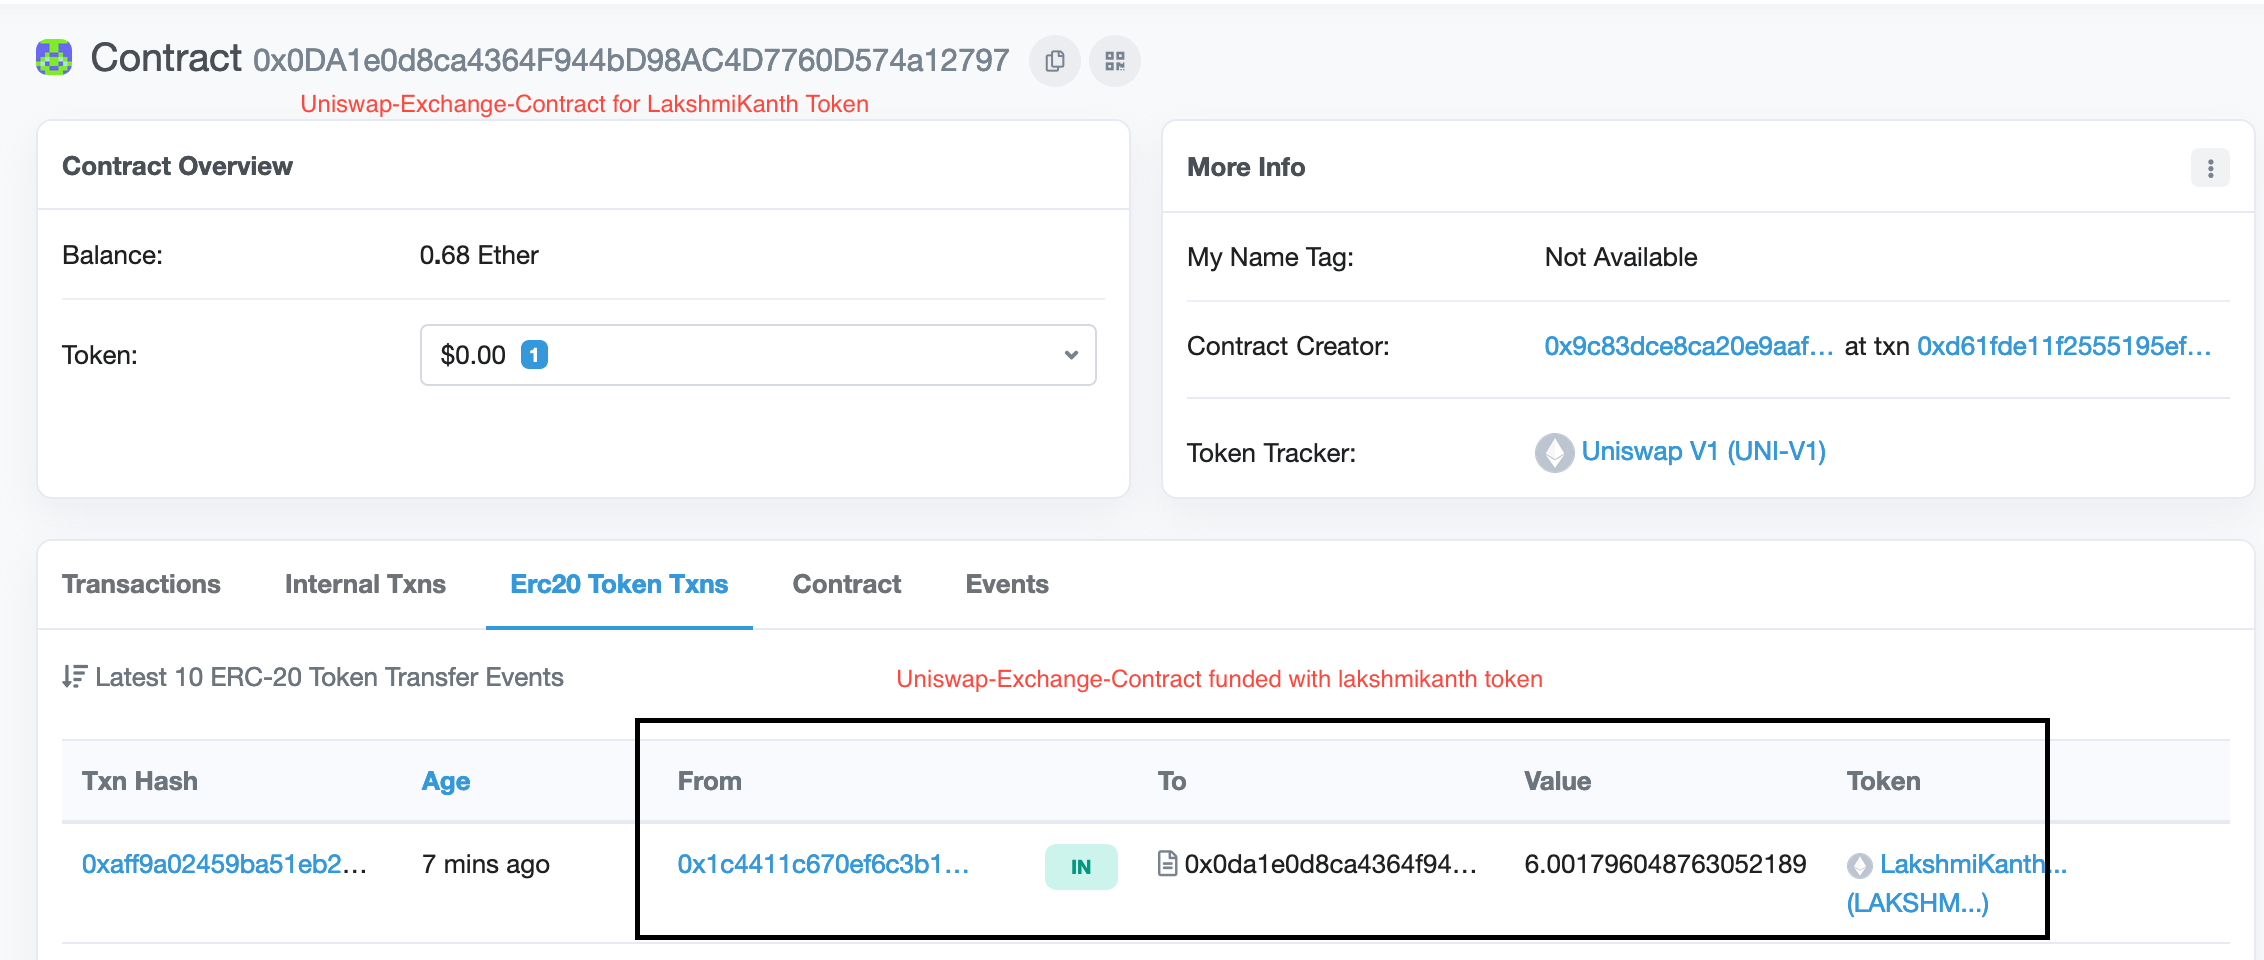 Contract 0x0DA1e0d8ca4364F944bD98AC4D7760D574a12797
Uniswap-Exchange-Contract for LakshmiKanth Token
Contract Overview
Balance: 0.68 Ether
Token: $0.00 1
More Info
My Name Tag: Not Available
Contract Creator: 0x9c83dce8ca20e9aaf... at txn 0xd61fde11f2555195ef...
Token Tracker: Uniswap V1 (UNI-V1)
Transactions Internal Txns Erc20 Token Txns Contract Events
Latest 10 ERC-20 Token Transfer Events
Uniswap-Exchange-Contract funded with lakshmikanth token
Txn Hash Age From To Value Token
0xaff9a02459ba51eb2... 7 mins ago 0x1c4411c670ef6c3b1... IN 0x0da1e0d8ca4364f94... 6.001796048763052189 LakshmiKanth...
(LAKSHM...)